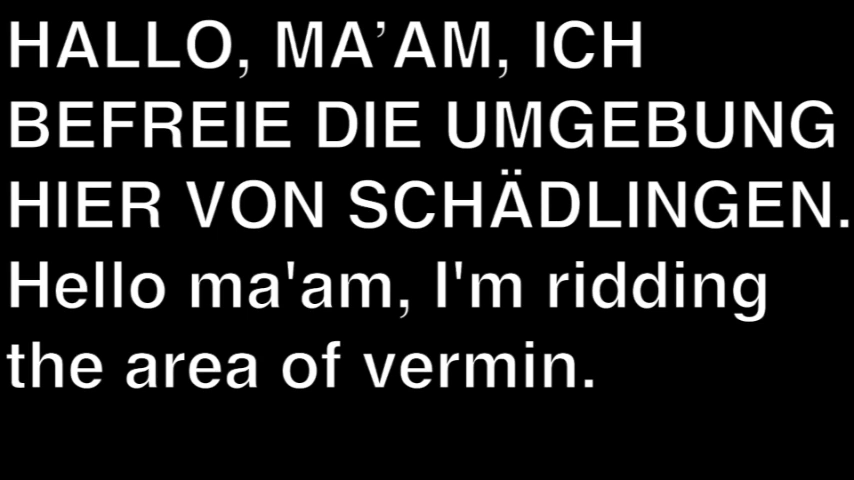 HALLO, MA’AM, ICH
BEFREIE DIE UMGEBUNG
HIER VON SCHÄDLINGEN.
Hello ma'am, I'm ridding
the area of vermin.